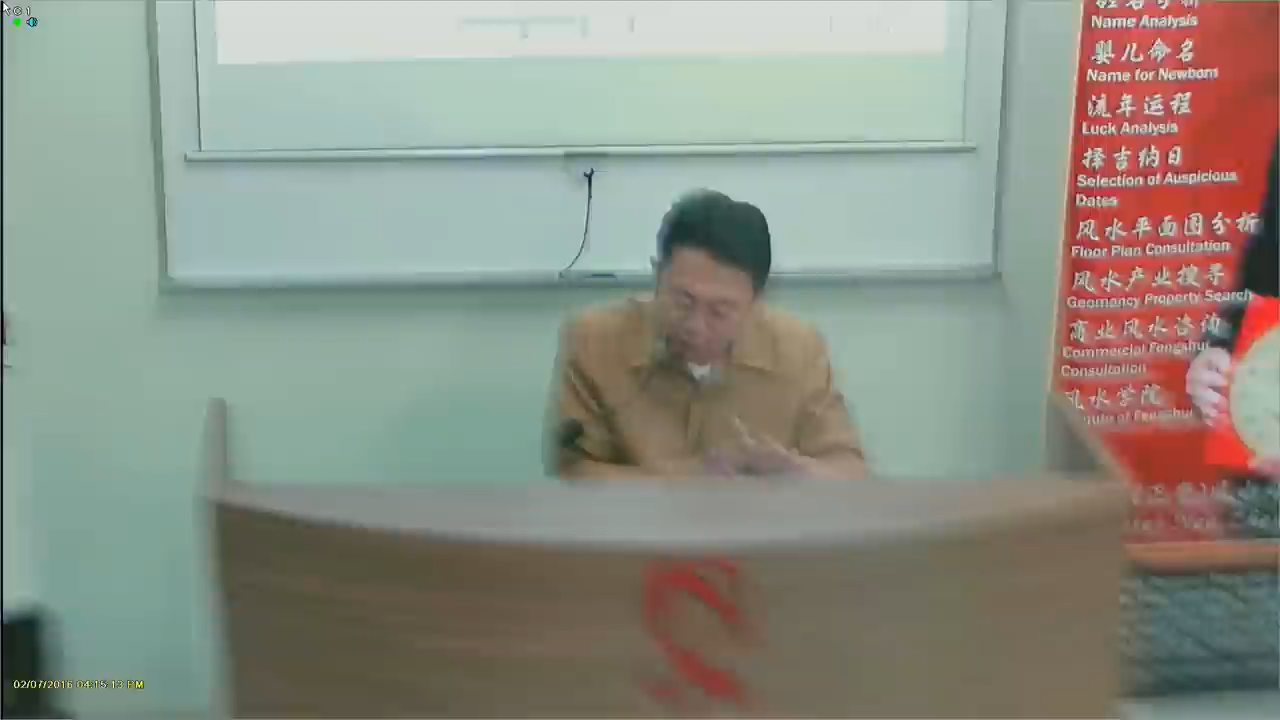 C 1
Name Analysis
婴儿命名
Name for Newborn
流年运程
Luck Analysis
择吉纳日
Selection of Auspicious
Dates
风水平面图分析
Floor Plan Consultation
风水产业搜寻
Geomancy Property Search
商业风水咨询
Commercial Fengshui
Consultation
风水学院
of Fengshui
02/07/2016 04:15:13 PM